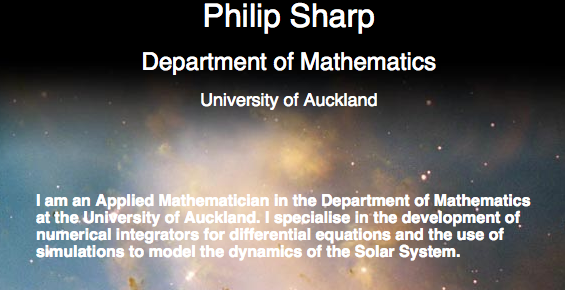 Philip Sharp
Department of Mathematics
University of Auckland
I am an Applied Mathematician in the Department of Mathematics
at the University of Auckland. I specialise in the development of
numerical integrators for differential equations and the use of
simulations to model the dynamics of the Solar System.